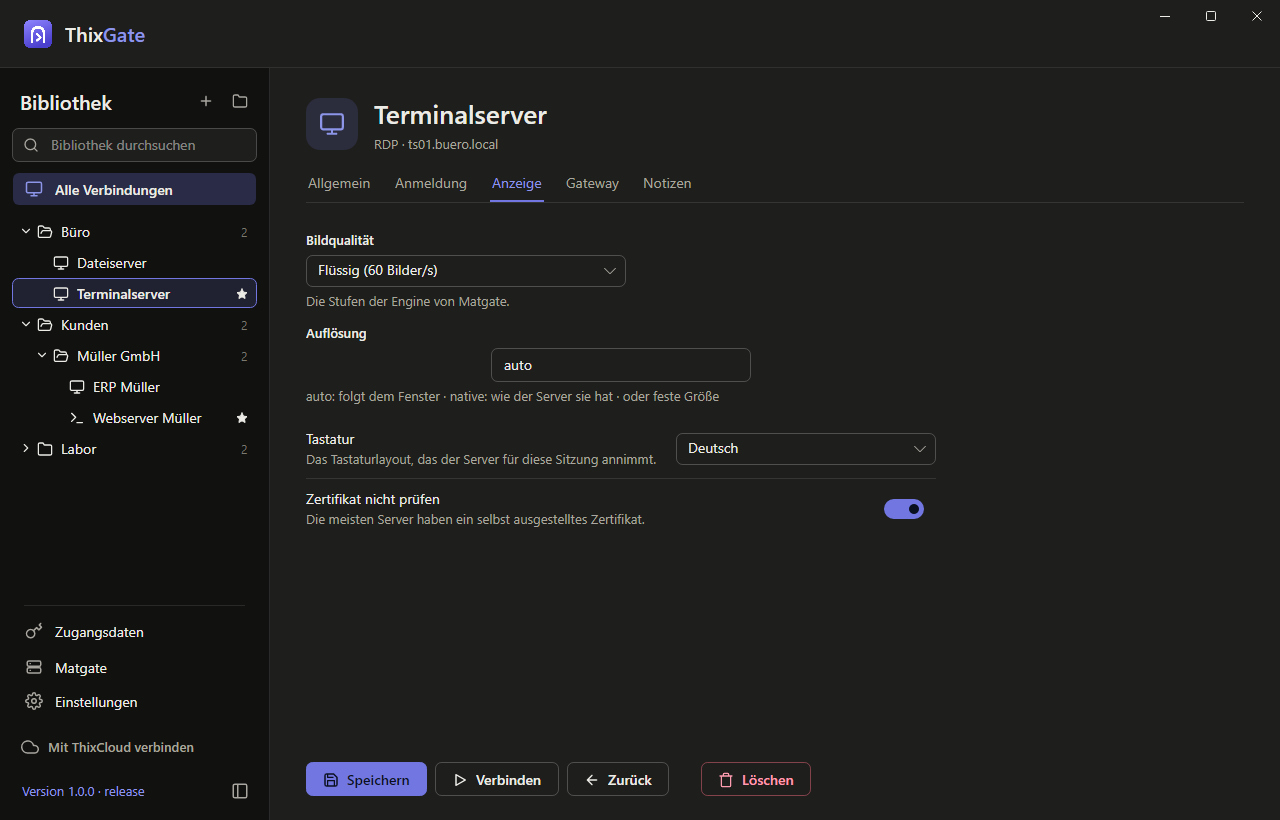 ThixGate
Bibliothek
Bibliothek durchsuchen
Alle Verbindungen
Büro 2
Dateiserver
Terminalserver
Kunden 2
Müller GmbH 2
ERP Müller
Webserver Müller
Labor 2
Zugangsdaten
Matgate
Einstellungen
Mit ThixCloud verbinden
Version 1.0.0 · release
Terminalserver
RDP · ts01.buero.local
Allgemein Anmeldung Anzeige Gateway Notizen
Bildqualität
Flüssig (60 Bilder/s)
Die Stufen der Engine von Matgate.
Auflösung
auto
auto: folgt dem Fenster · native: wie der Server sie hat · oder feste Größe
Tastatur
Das Tastaturlayout, das der Server für diese Sitzung annimmt.
Deutsch
Zertifikat nicht prüfen
Die meisten Server haben ein selbst ausgestelltes Zertifikat.
Speichern Verbinden Zurück Löschen